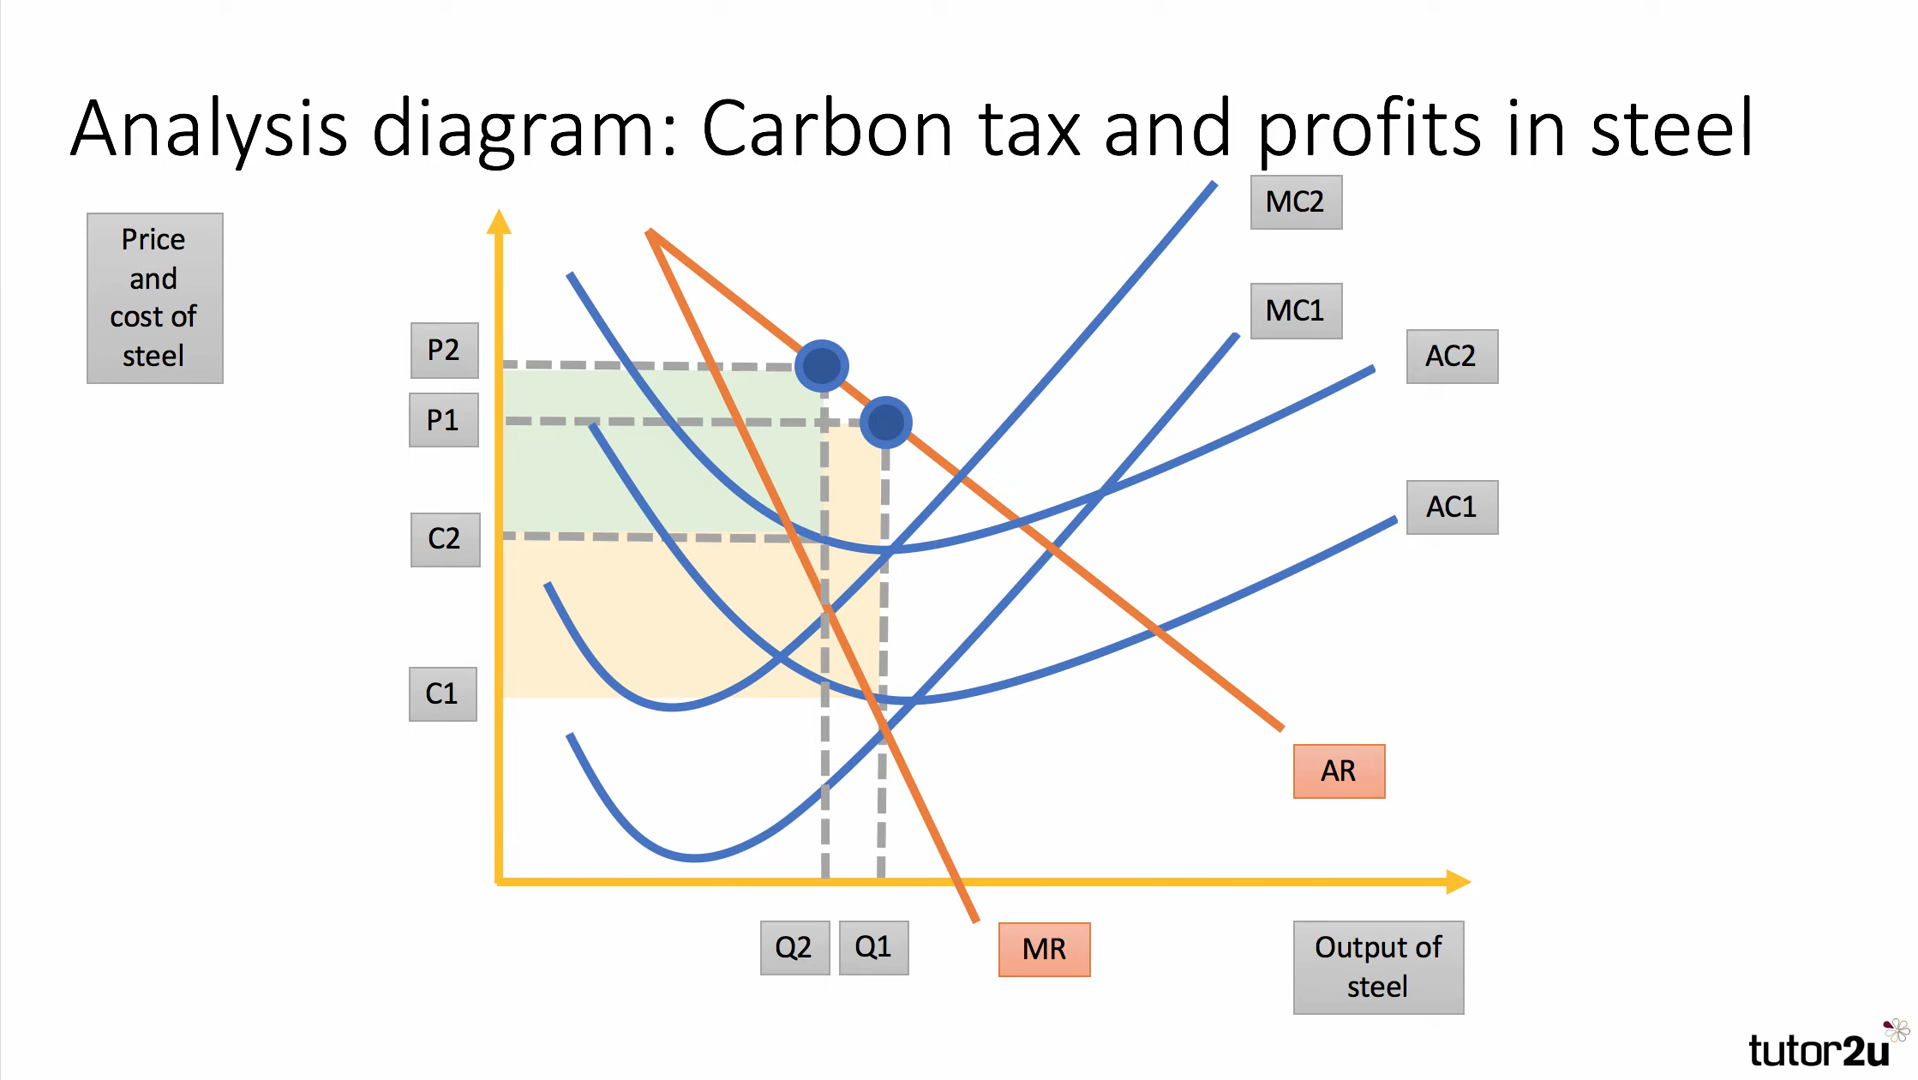 Analysis diagram: Carbon tax and profits in steel
Price
and
cost of
steel
MC2
MC1
P2
AC2
P1
AC1
C2
C1
AR
Q2
Q1
MR
Output of
steel
tutor2u